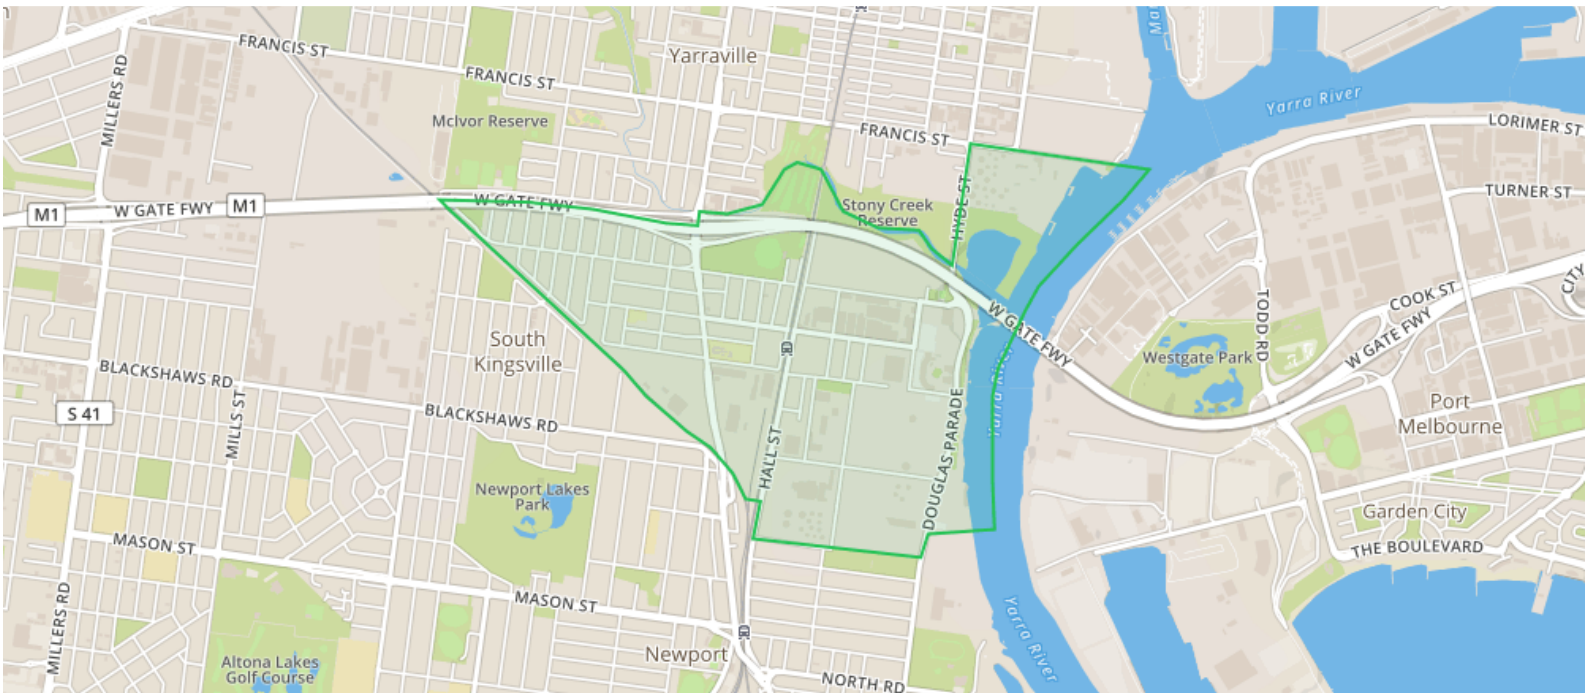 FRANCIS ST
Yarraville
Yarra River
MILLERS RD
FRANCIS ST
McIvor Reserve
FRANCIS ST
LORIMER ST
TURNER ST
M1
W GATE FWY
M1
W GATE FWY
Stony Creek
Reserve
HYDE ST
CITY
TODD RD
COOK ST
W GATE FWY
W GATE FWY
South
Kingsville
Westgate Park
Yarra River
BLACKSHAWS RD
S 41
MILLS ST
BLACKSHAWS RD
DOUGLAS PARADE
Port
Melbourne
HALL ST
Newport Lakes
Park
Garden City
MASON ST
THE BOULEVARD
MILLERS RD
MASON ST
Yarra River
Altona Lakes
Golf Course
Newport
NORTH RD